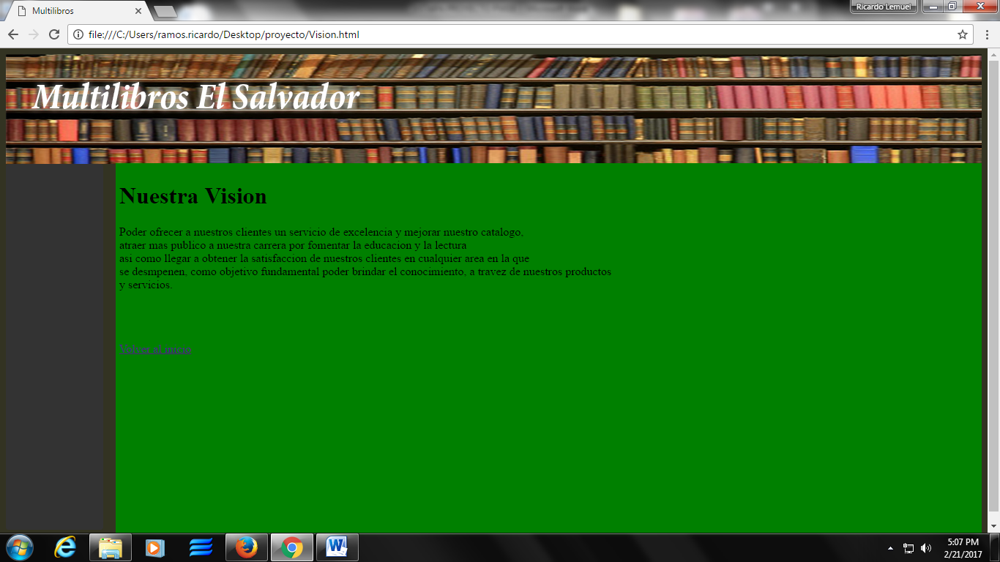 Multilibros
Ricardo Lemuel
file:///C:/Users/ramos.ricardo/Desktop/proyecto/Vision.html
Multilibros El Salvador
Nuestra Vision
Poder ofrecer a nuestros clientes un servicio de excelencia y mejorar nuestro catalogo,
atraer mas publico a nuestra carrera por fomentar la educacion y la lectura
asi como llegar a obtener la satisfaccion de nuestros clientes en cualquier area en la que
se desmpenen, como objetivo fundamental poder brindar el conocimiento, a travez de nuestros productos
y servicios.
Volver al inicio
5:07 PM
2/21/2017